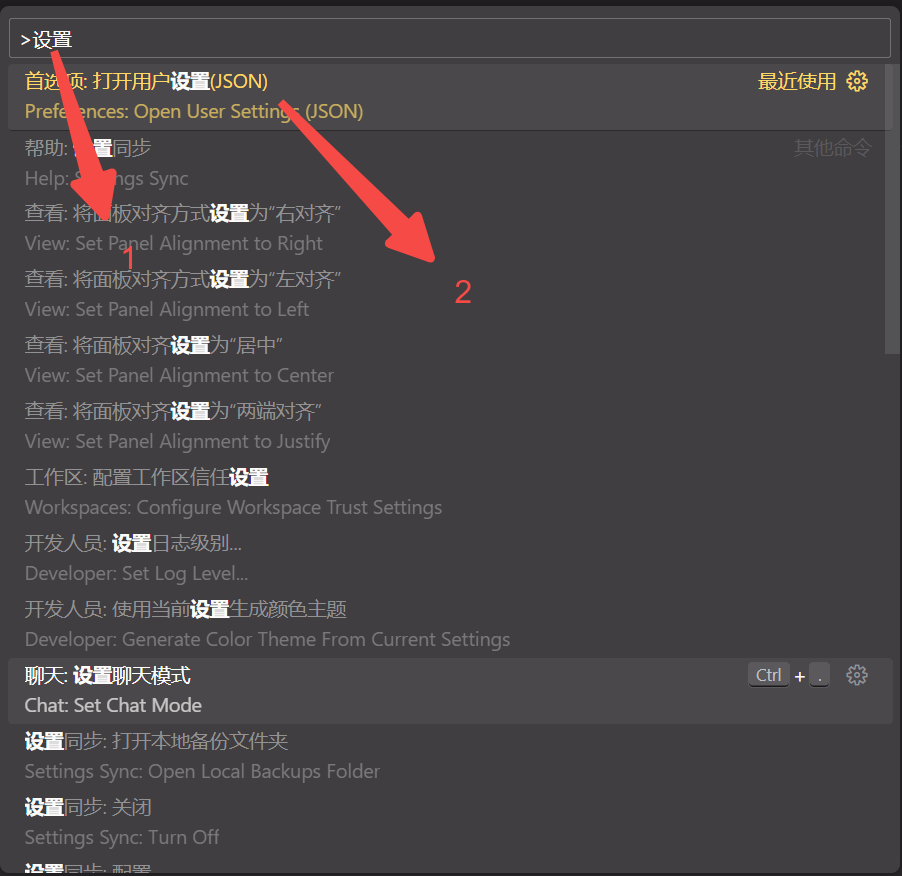 >设置
首选项: 打开用户设置(JSON)
最近使用
Preferences: Open User Settings (JSON)
帮助: 设置同步
其他命令
Help: Settings Sync
查看: 将面板对齐方式设置为“右对齐”
View: Set Panel Alignment to Right
1
查看: 将面板对齐方式设置为“左对齐”
2
View: Set Panel Alignment to Left
查看: 将面板对齐设置为“居中”
View: Set Panel Alignment to Center
查看: 将面板对齐设置为“两端对齐”
View: Set Panel Alignment to Justify
工作区: 配置工作区信任设置
Workspaces: Configure Workspace Trust Settings
开发人员: 设置日志级别...
Developer: Set Log Level...
开发人员: 使用当前设置生成颜色主题
Developer: Generate Color Theme From Current Settings
聊天: 设置聊天模式
Ctrl + .
Chat: Set Chat Mode
设置同步: 打开本地备份文件夹
Settings Sync: Open Local Backups Folder
设置同步: 关闭
Settings Sync: Turn Off
设置同步: 配置